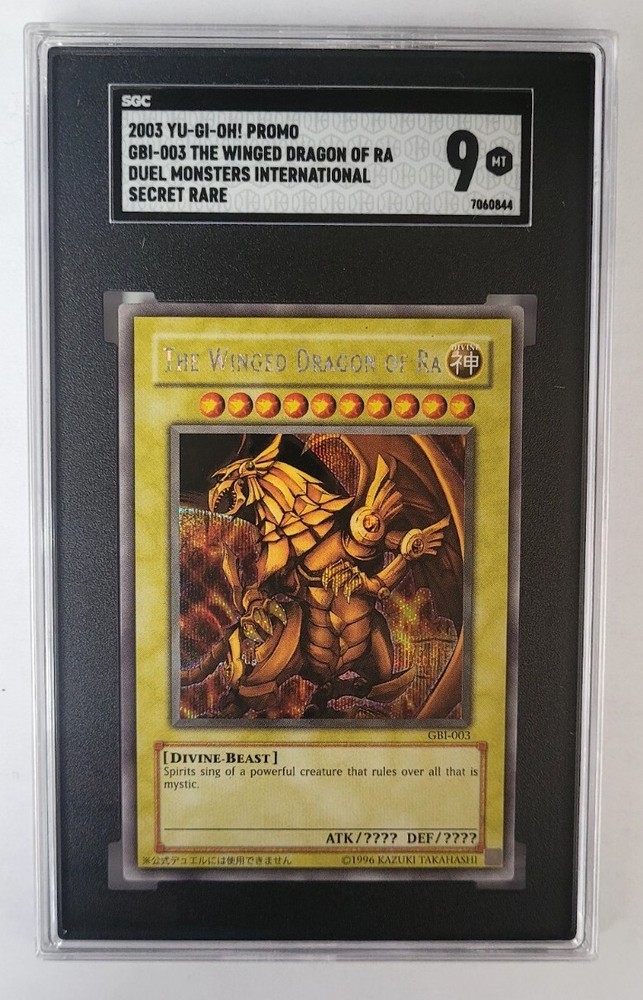 SGC
2003 YU-GI-OH! PROMO
GBI-003 THE WINGED DRAGON OF RA
DUEL MONSTERS INTERNATIONAL
SECRET RARE
9 MT
7060844
THE WINGED DRAGON OF RA
DIVINE
神
GBI-003
[DIVINE-BEAST]
Spirits sing of a powerful creature that rules over all that is
mystic.
ATK/???? DEF/????
※公式デュエルには使用できません
©1996 KAZUKI TAKAHASHI